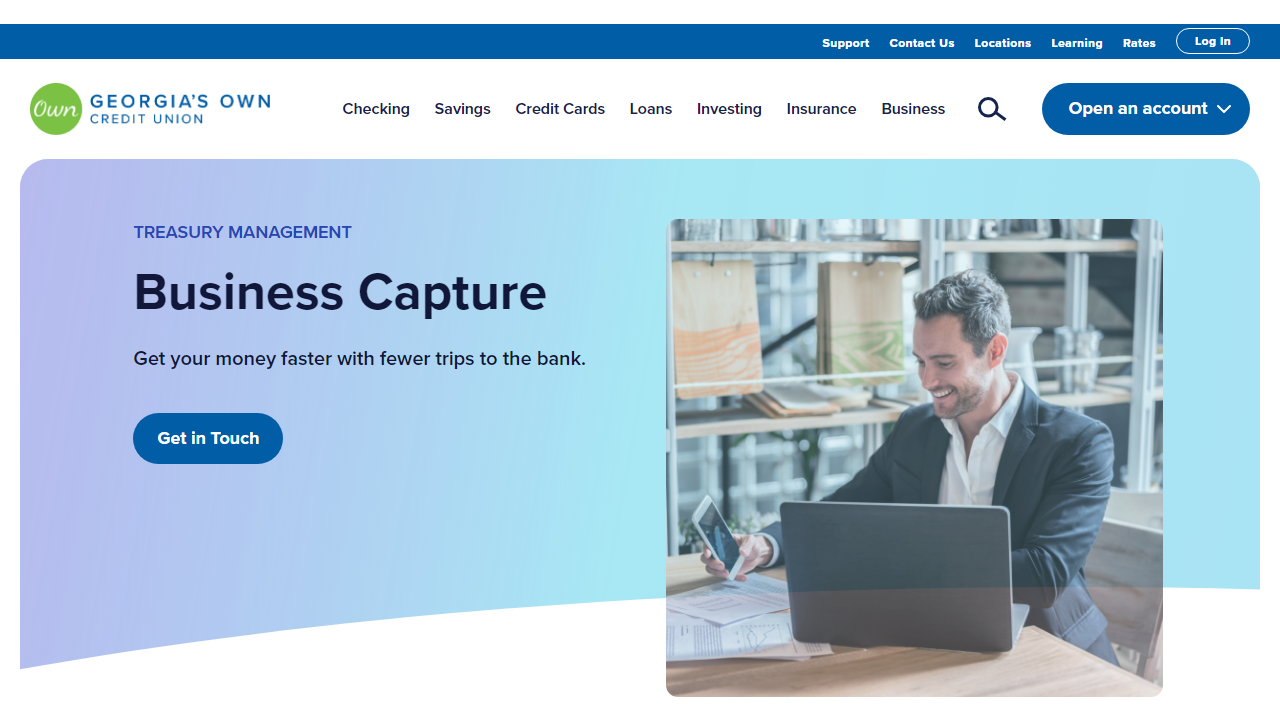 Support Contact Us Locations Learning Rates Log In
Own GEORGIA'S OWN
CREDIT UNION
Checking Savings Credit Cards Loans Investing Insurance Business Open an account
TREASURY MANAGEMENT
Business Capture
Get your money faster with fewer trips to the bank.
Get in Touch